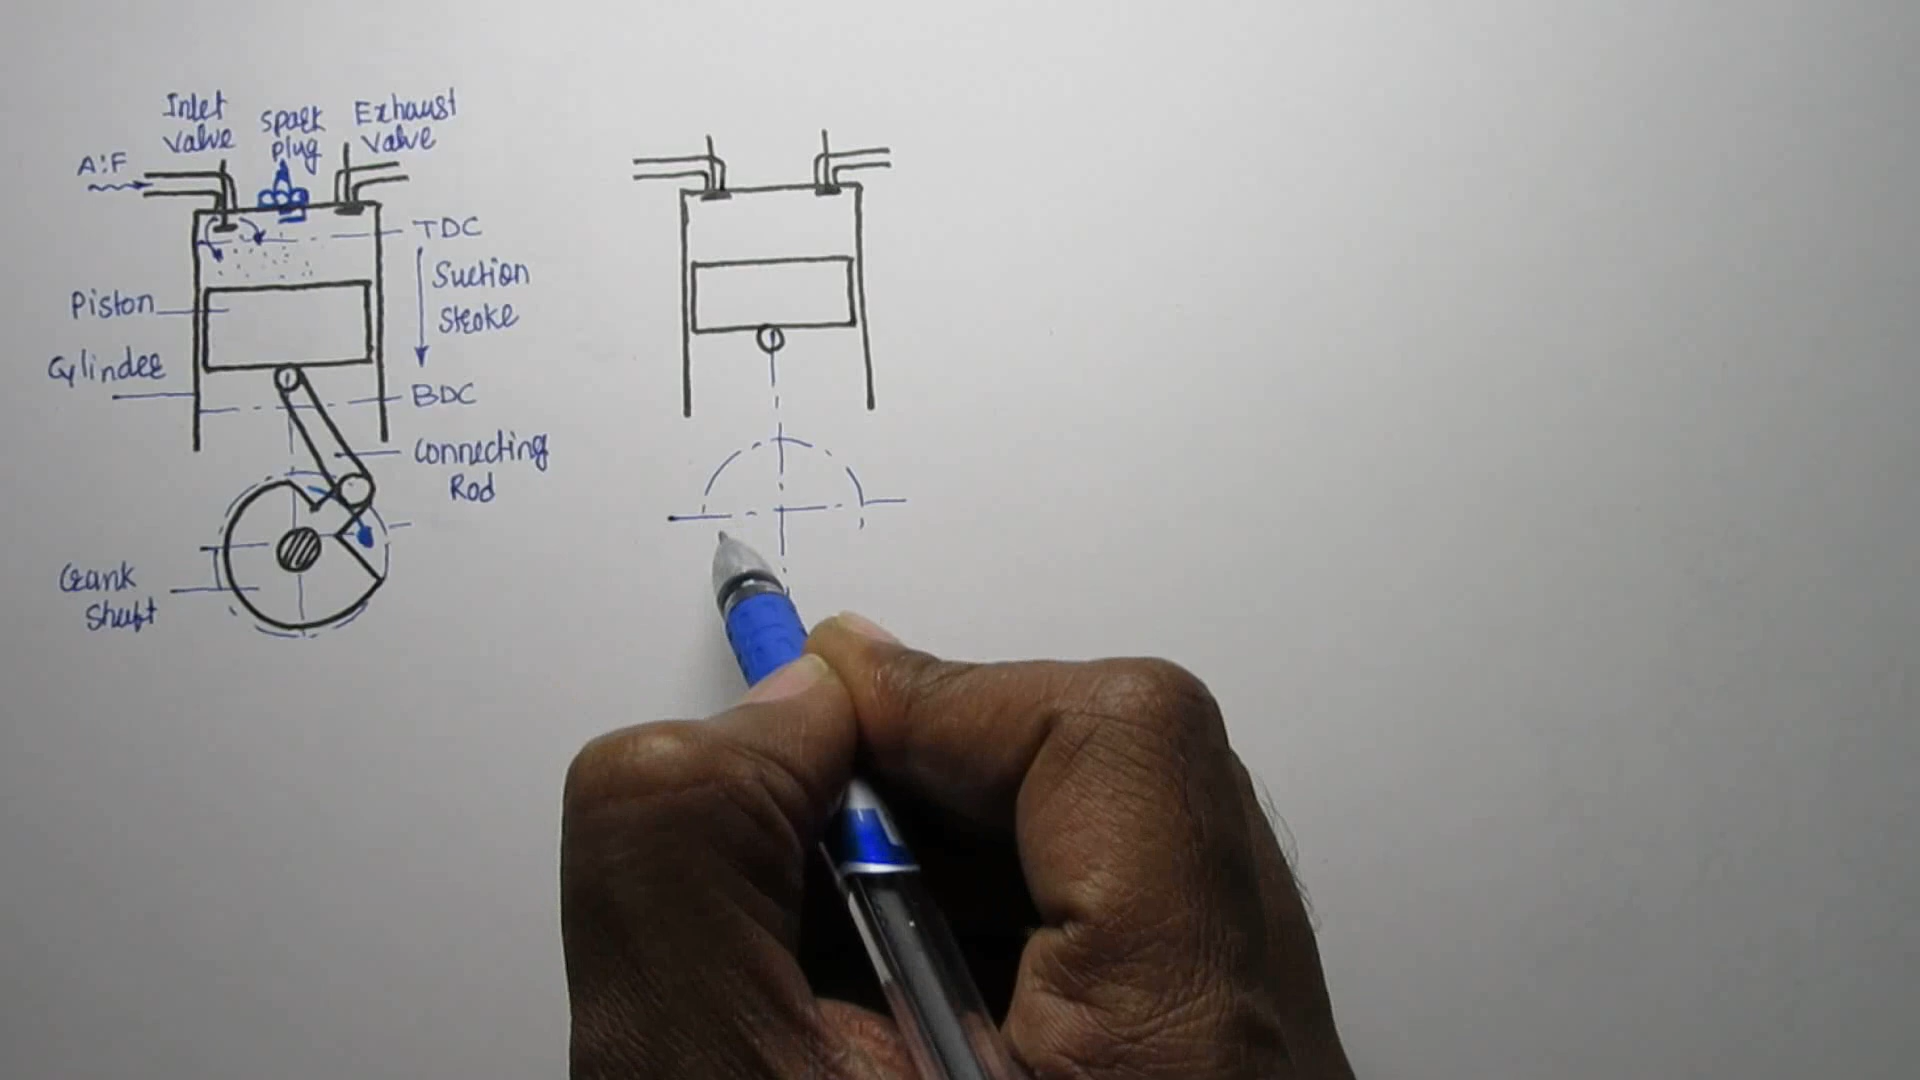 Inlet
valve
Spark
plug
Exhaust
valve
A:F
TDC
Suction
Stroke
Piston
Cylinder
BDC
Connecting
Rod
Crank
Shaft